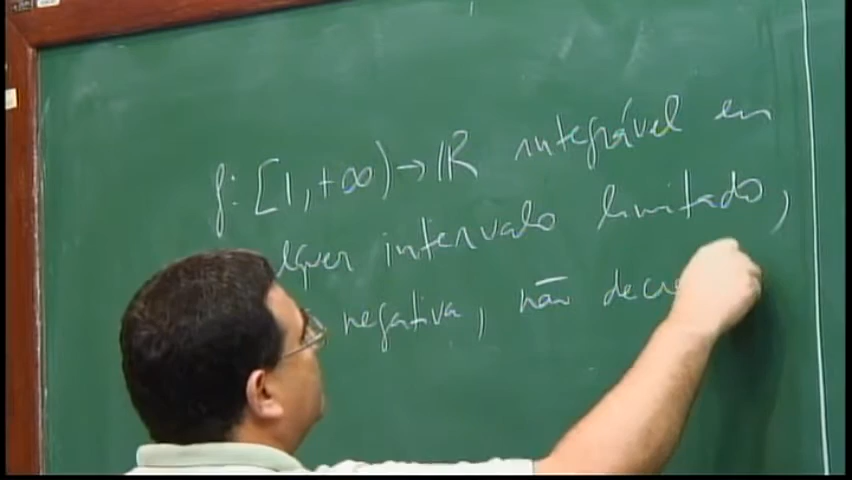 f: [1, +∞) → ℝ integrável em
lquer intervalo limitado,
negativa, não decre